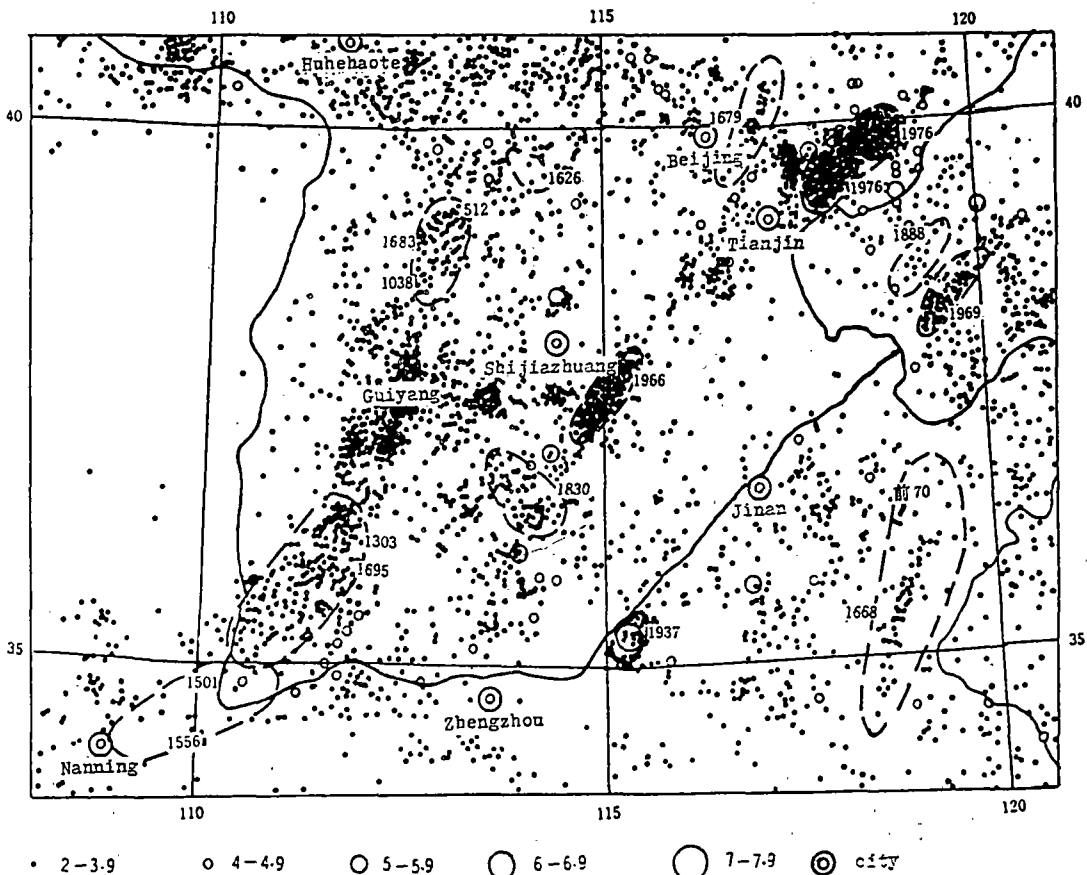 110 115 120
Huhehaote
40 40
1679
Beijing
1976
1626
1976
512
Tianjin
1683
1888
1038
1969
Shijiazhuang
1966
Guiyang
1830
前70
Jinan
1303
1695
1668
1937
35 35
1501
Zhengzhou
1556
Nanning
110 115 120
2-3.9 4-4.9 5-5.9 6-6.9 7-7.9 city